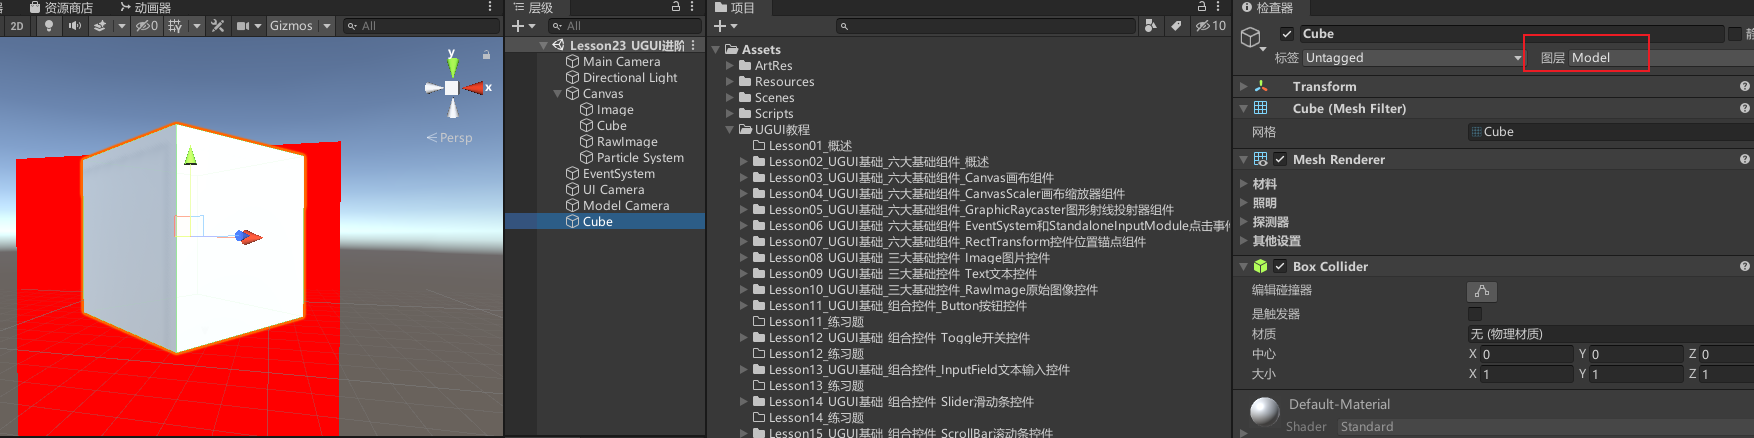 资源商店 动画器
2D 0 Gizmos All
y
x
Persp
层级
All
Lesson23_UGUI进阶
Main Camera
Directional Light
Canvas
Image
Cube
RawImage
Particle System
EventSystem
UI Camera
Model Camera
Cube
项目
10
Assets
ArtRes
Resources
Scenes
Scripts
UGUI教程
Lesson01_概述
Lesson02_UGUI基础_六大基础组件_概述
Lesson03_UGUI基础_六大基础组件_Canvas画布组件
Lesson04_UGUI基础_六大基础组件_CanvasScaler画布缩放器组件
Lesson05_UGUI基础_六大基础组件_GraphicRaycaster图形射线投射器组件
Lesson06_UGUI基础_六大基础组件_EventSystem和StandaloneInputModule点击事件
Lesson07_UGUI基础_六大基础组件_RectTransform控件位置锚点组件
Lesson08_UGUI基础_三大基础控件_Image图片控件
Lesson09_UGUI基础_三大基础控件_Text文本控件
Lesson10_UGUI基础_三大基础控件_RawImage原始图像控件
Lesson11_UGUI基础_组合控件_Button按钮控件
Lesson11_练习题
Lesson12_UGUI基础_组合控件_Toggle开关控件
Lesson12_练习题
Lesson13_UGUI基础_组合控件_InputField文本输入控件
Lesson13_练习题
Lesson14_UGUI基础_组合控件_Slider滑动条控件
Lesson14_练习题
Lesson15_UGUI基础_组合控件_ScrollBar滚动条控件
检查器
Cube 静
标签 Untagged 图层 Model
Transform
Cube (Mesh Filter)
网格 Cube
Mesh Renderer
材料
照明
探测器
其他设置
Box Collider
编辑碰撞器
是触发器
材质 无 (物理材质)
中心 X 0 Y 0 Z 0
大小 X 1 Y 1 Z 1
Default-Material
Shader Standard